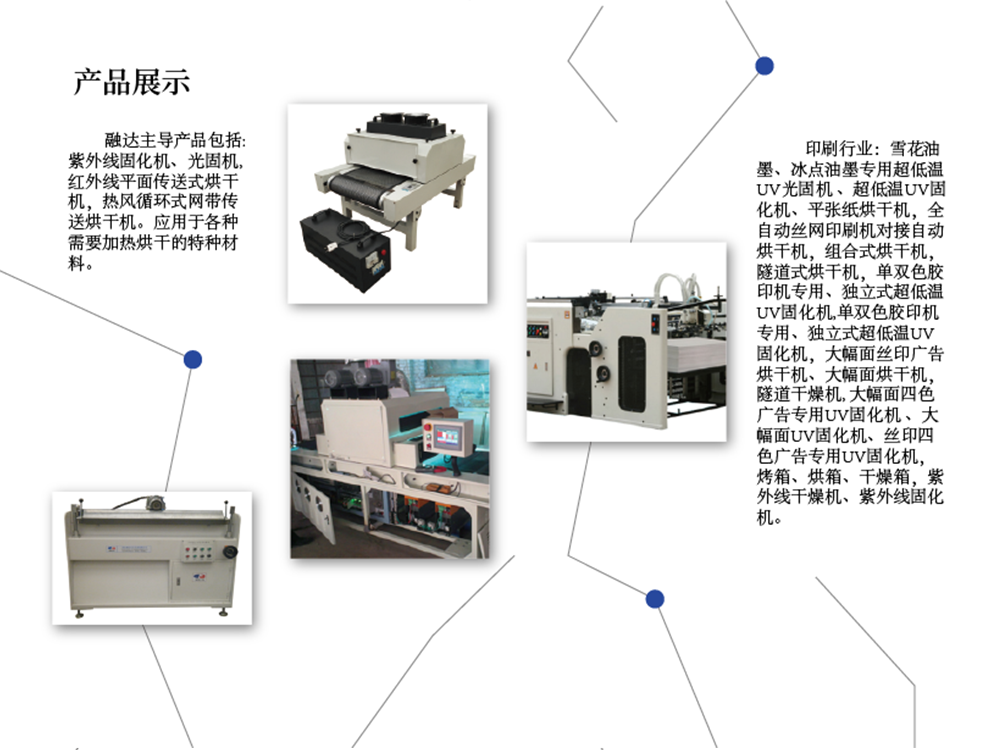 产品展示
融达主导产品包括:
紫外线固化机、光固机,
红外线平面传送式烘干
机，热风循环式网带传
送烘干机。应用于各种
需要加热烘干的特种材
料。
印刷行业：雪花油
墨、冰点油墨专用超低温
UV光固机、超低温UV固
化机、平张纸烘干机，全
自动丝网印刷机对接自动
烘干机，组合式烘干机，
隧道式烘干机，单双色胶
印机专用、独立式超低温
UV固化机,单双色胶印机
专用、独立式超低温UV
固化机，大幅面丝印广告
烘干机、大幅面烘干机，
隧道干燥机,大幅面四色
广告专用UV固化机、大
幅面UV固化机、丝印四
色广告专用UV固化机，
烤箱、烘箱、干燥箱，紫
外线干燥机、紫外线固化
机。